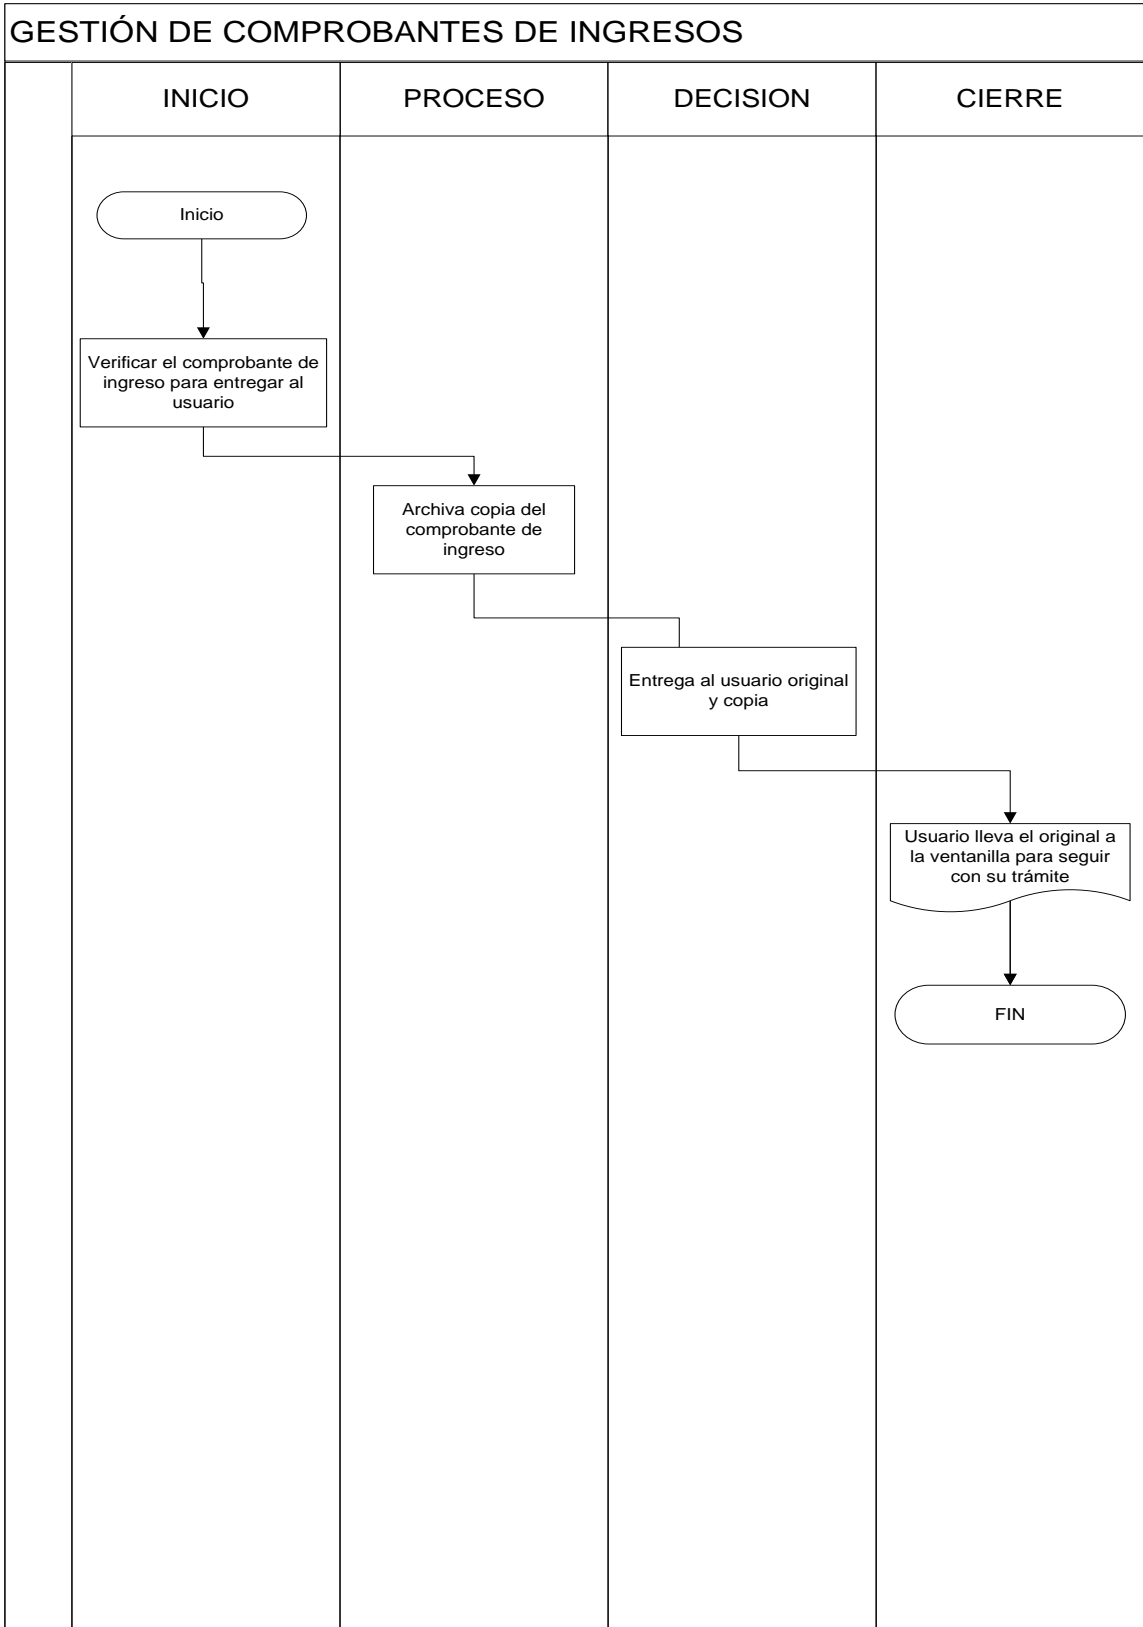 GESTIÓN DE COMPROBANTES DE INGRESOS
INICIO
PROCESO
DECISION
CIERRE
Inicio
Verificar el comprobante de
ingreso para entregar al
usuario
Archiva copia del
comprobante de
ingreso
Entrega al usuario original
y copia
Usuario lleva el original a
la ventanilla para seguir
con su trámite
FIN